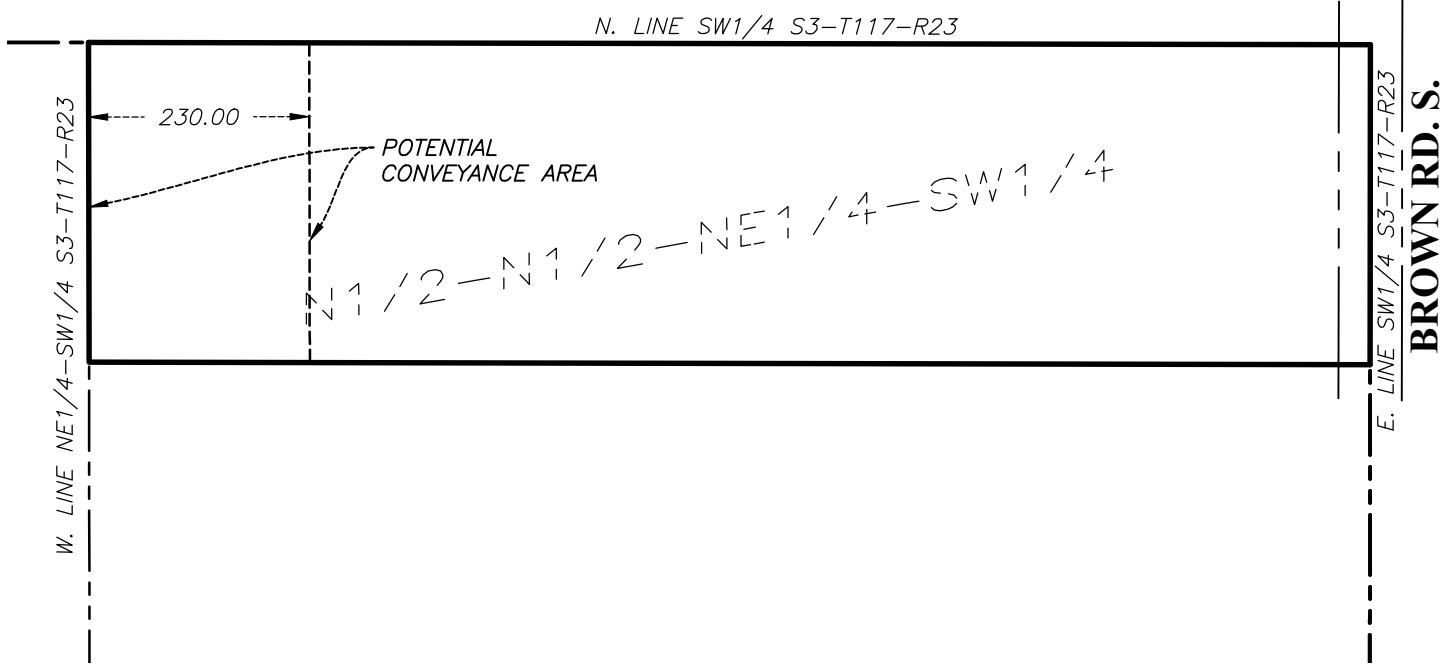 N. LINE SW1/4 S3-T117-R23
W. LINE NE1/4-SW1/4 S3-T117-R23
230.00
POTENTIAL
CONVEYANCE AREA
N1/2-N1/2-NE1/4-SW1/4
E. LINE SW1/4 S3-T117-R23
BROWN RD. S.